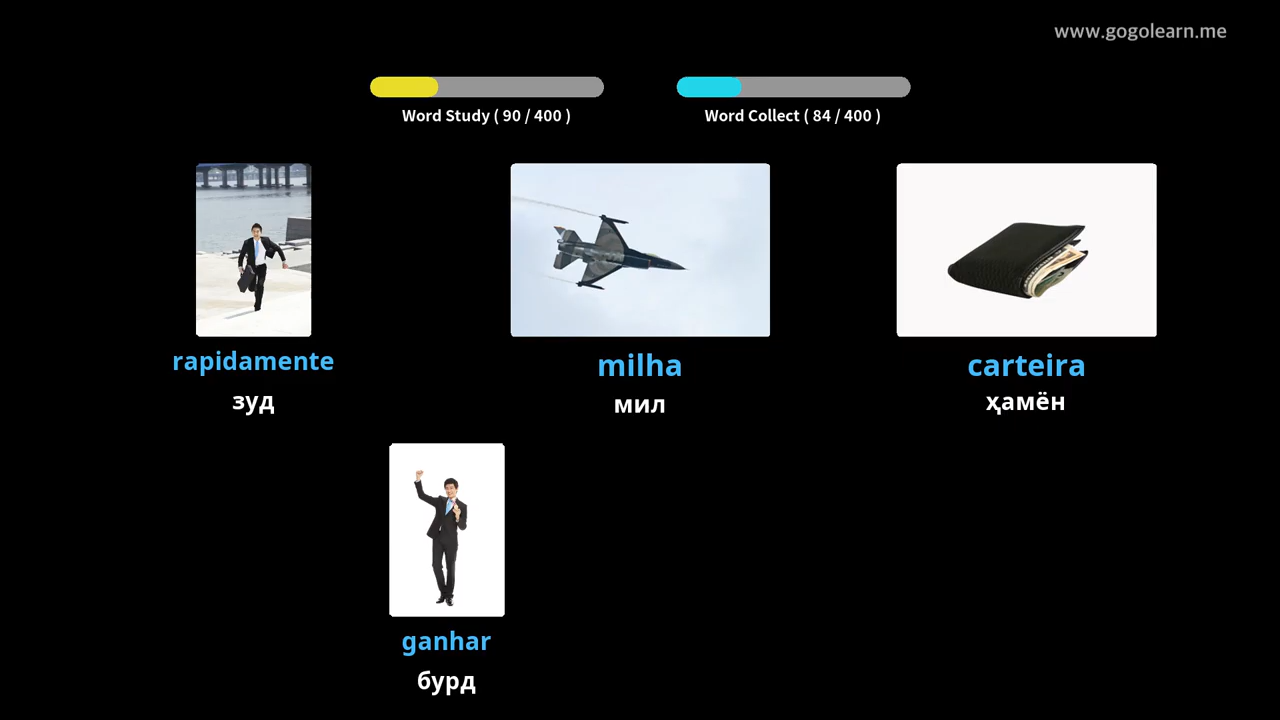 www.gogolearn.me
Word Study ( 90 / 400 )
Word Collect ( 84 / 400 )
rapidamente
зуд
milha
мил
carteira
ҳамён
ganhar
бурд